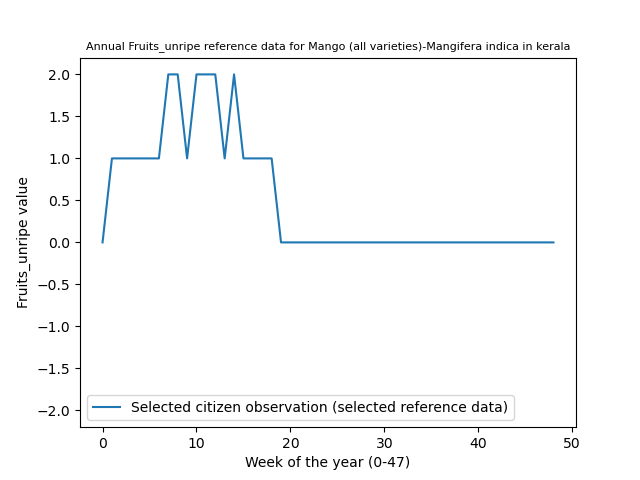 Annual Fruits_unripe reference data for Mango (all varieties)-Mangifera indica in kerala
2.0
1.5
1.0
0.5
0.0
−0.5
−1.0
−1.5
−2.0
Fruits_unripe value
Selected citizen observation (selected reference data)
0 10 20 30 40 50
Week of the year (0-47)